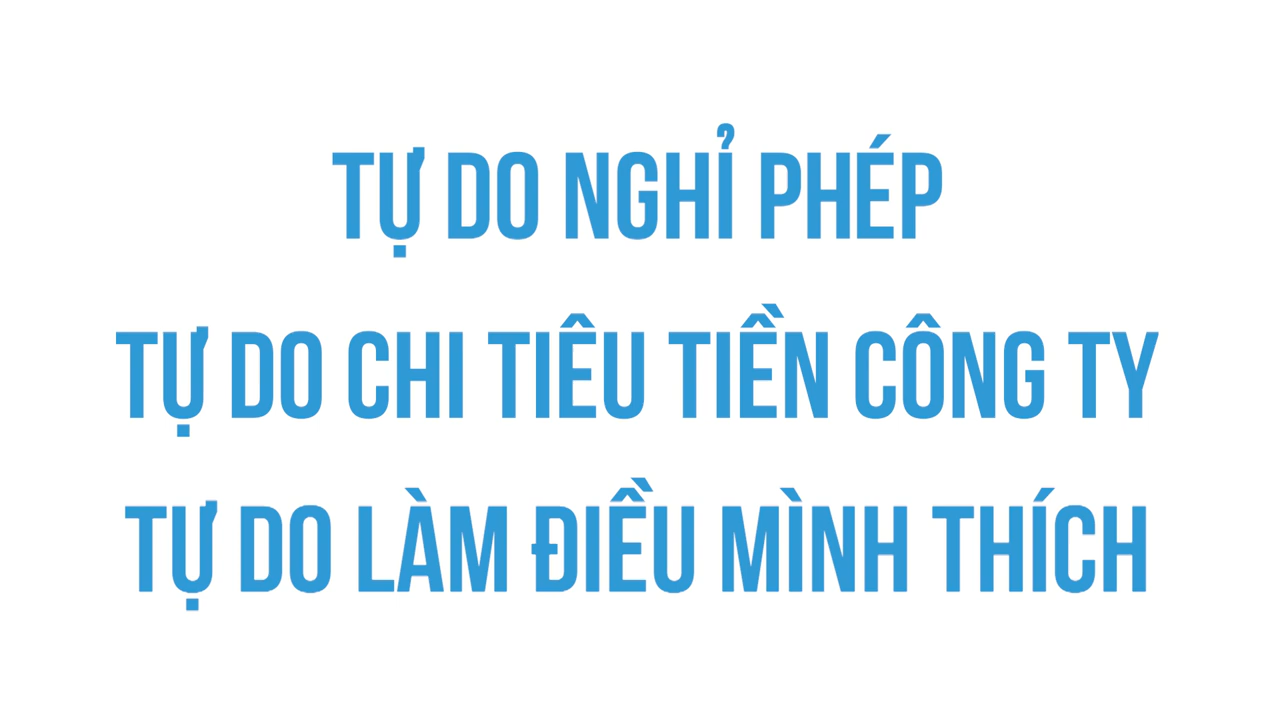 TỰ DO NGHỈ PHÉP
TỰ DO CHI TIÊU TIỀN CÔNG TY
TỰ DO LÀM ĐIỀU MÌNH THÍCH